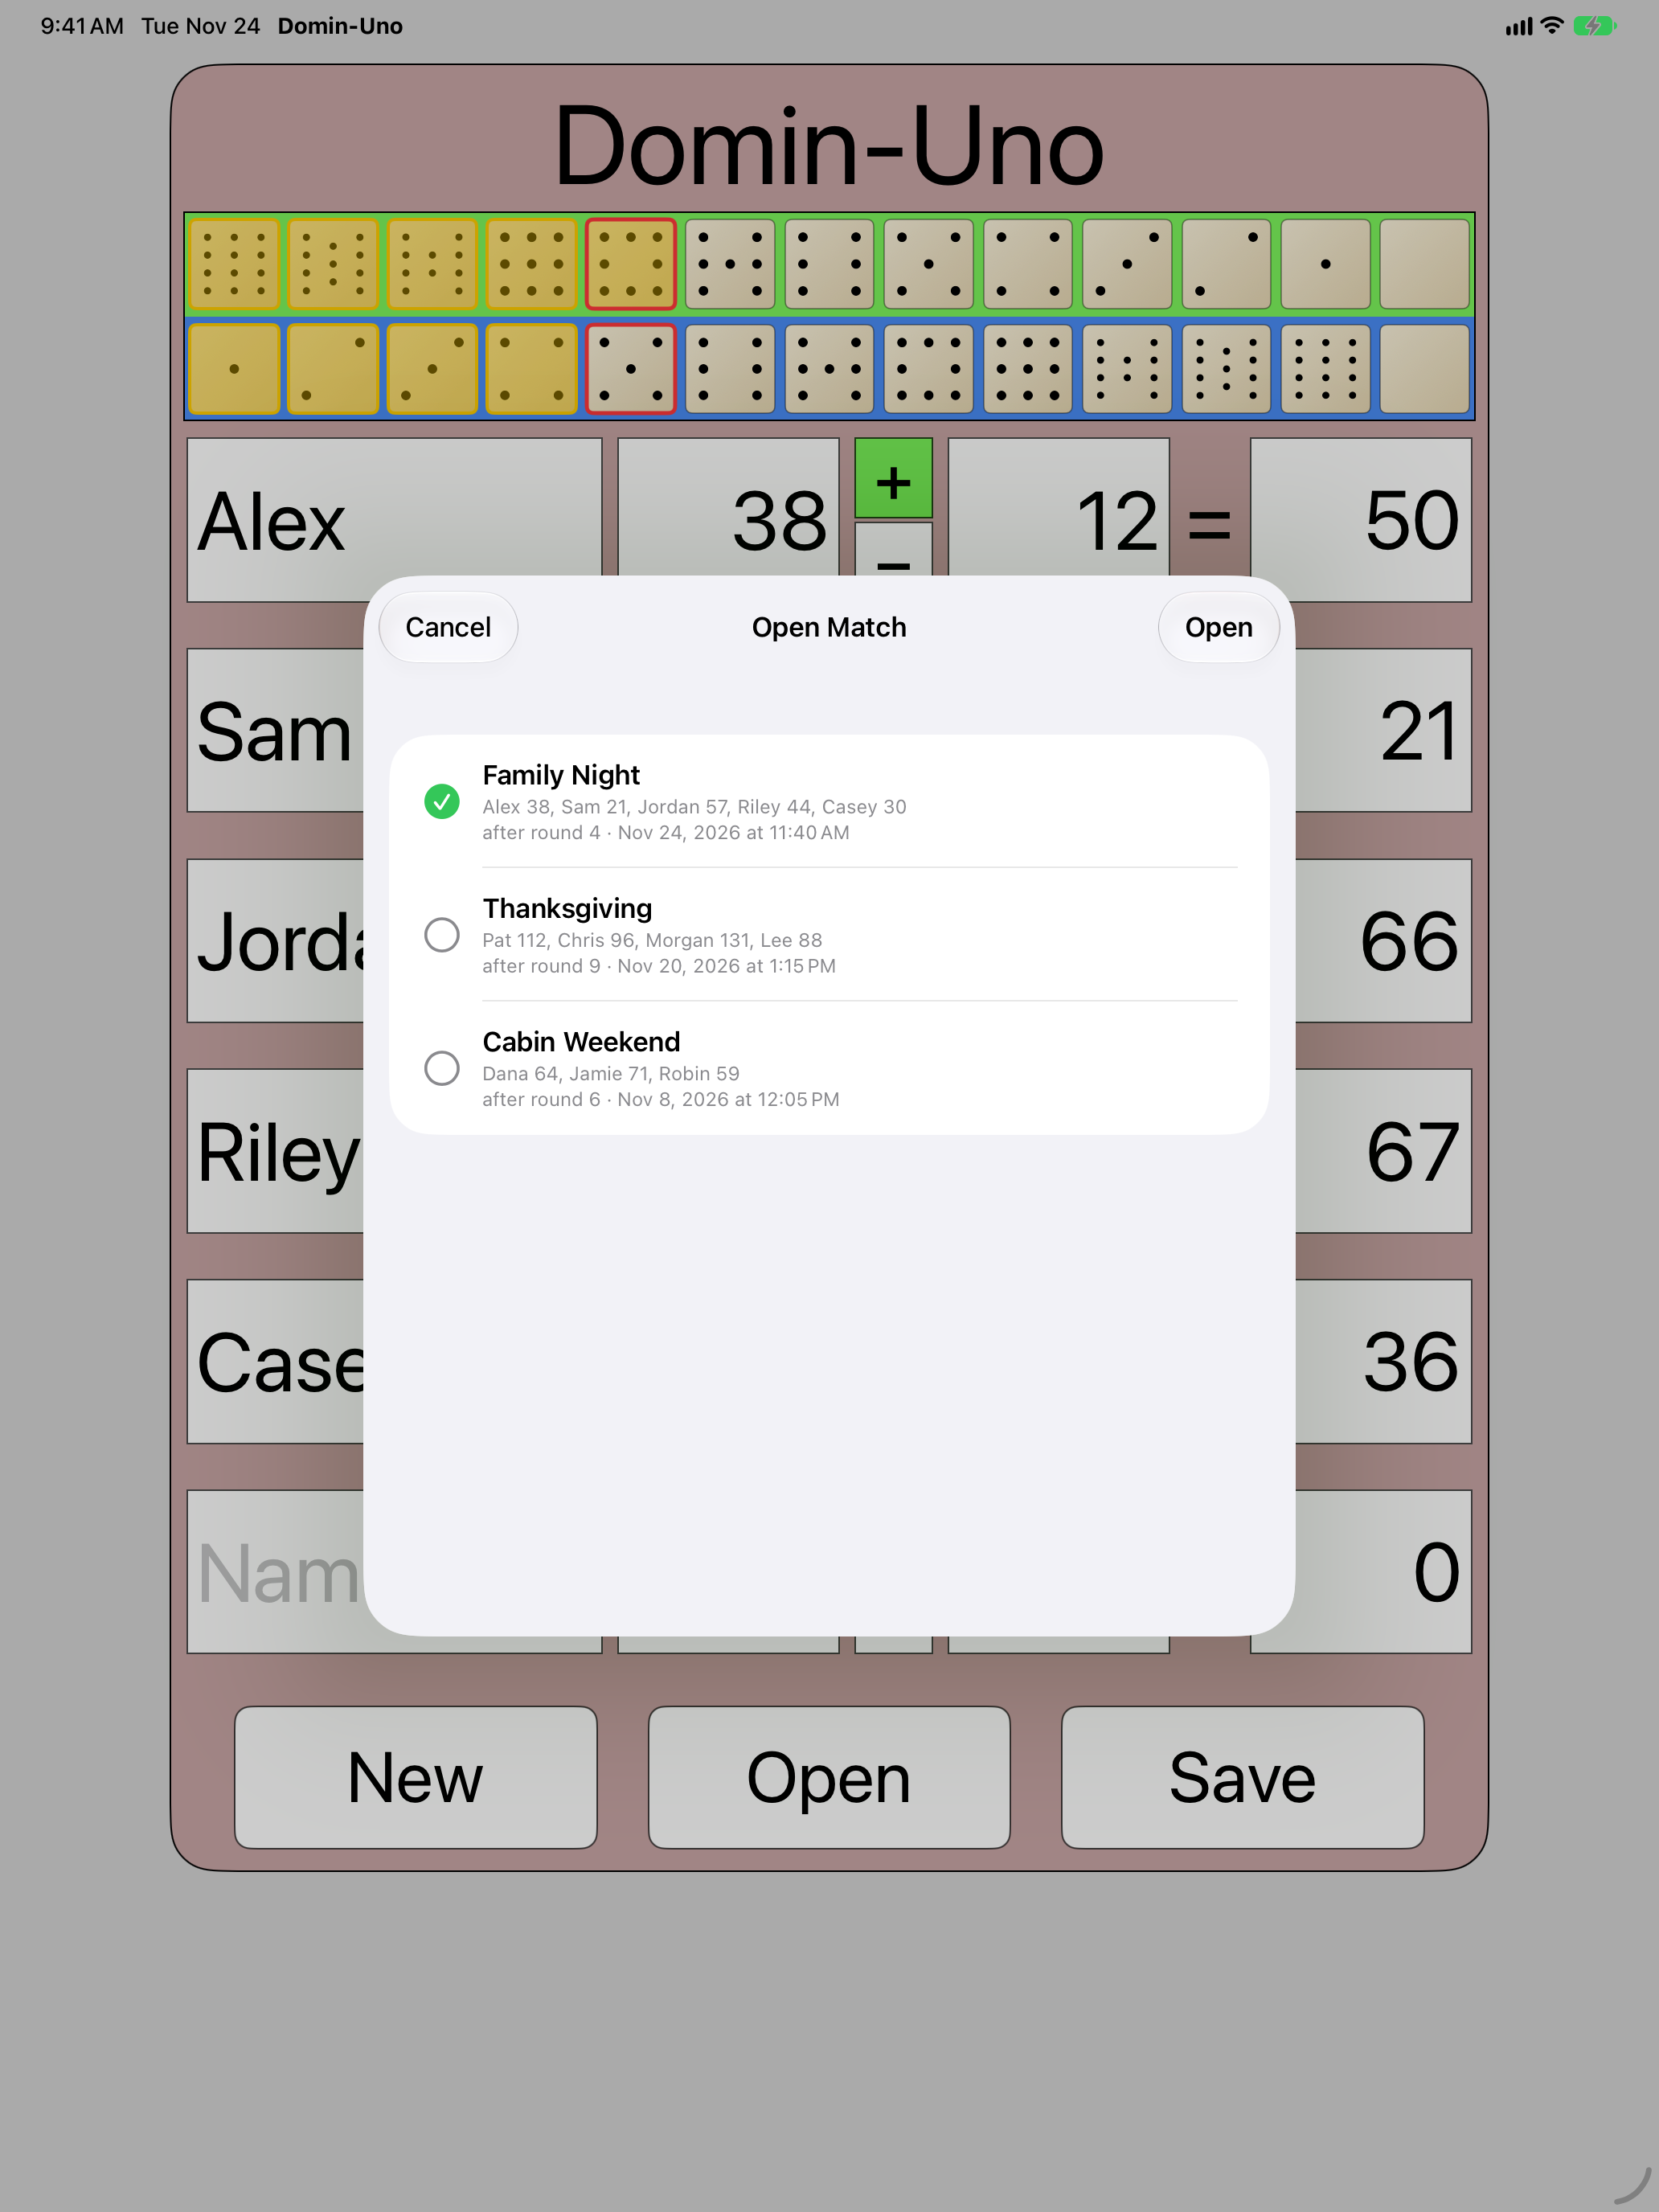 9:41 AM Tue Nov 24 Domin-Uno
Domin-Uno
Alex 38 + 12 = 50
−
Cancel Open Match Open
Sam 21
Family Night
Alex 38, Sam 21, Jordan 57, Riley 44, Casey 30
after round 4 · Nov 24, 2026 at 11:40 AM
Thanksgiving
Pat 112, Chris 96, Morgan 131, Lee 88
after round 9 · Nov 20, 2026 at 1:15 PM
Jorda 66
Cabin Weekend
Dana 64, Jamie 71, Robin 59
after round 6 · Nov 8, 2026 at 12:05 PM
Riley 67
Case 36
Nam 0
New Open Save